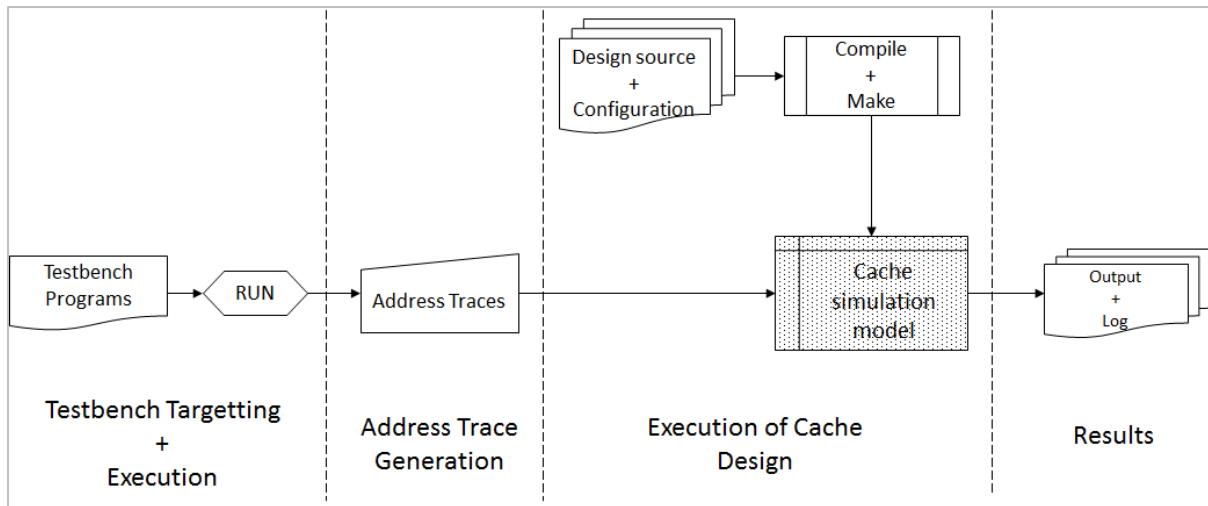 Design source
+
Configuration
Compile
+
Make
Testbench
Programs
RUN
Address Traces
Cache
simulation
model
Output
+
Log
Testbench Targetting
+
Execution
Address Trace
Generation
Execution of Cache
Design
Results